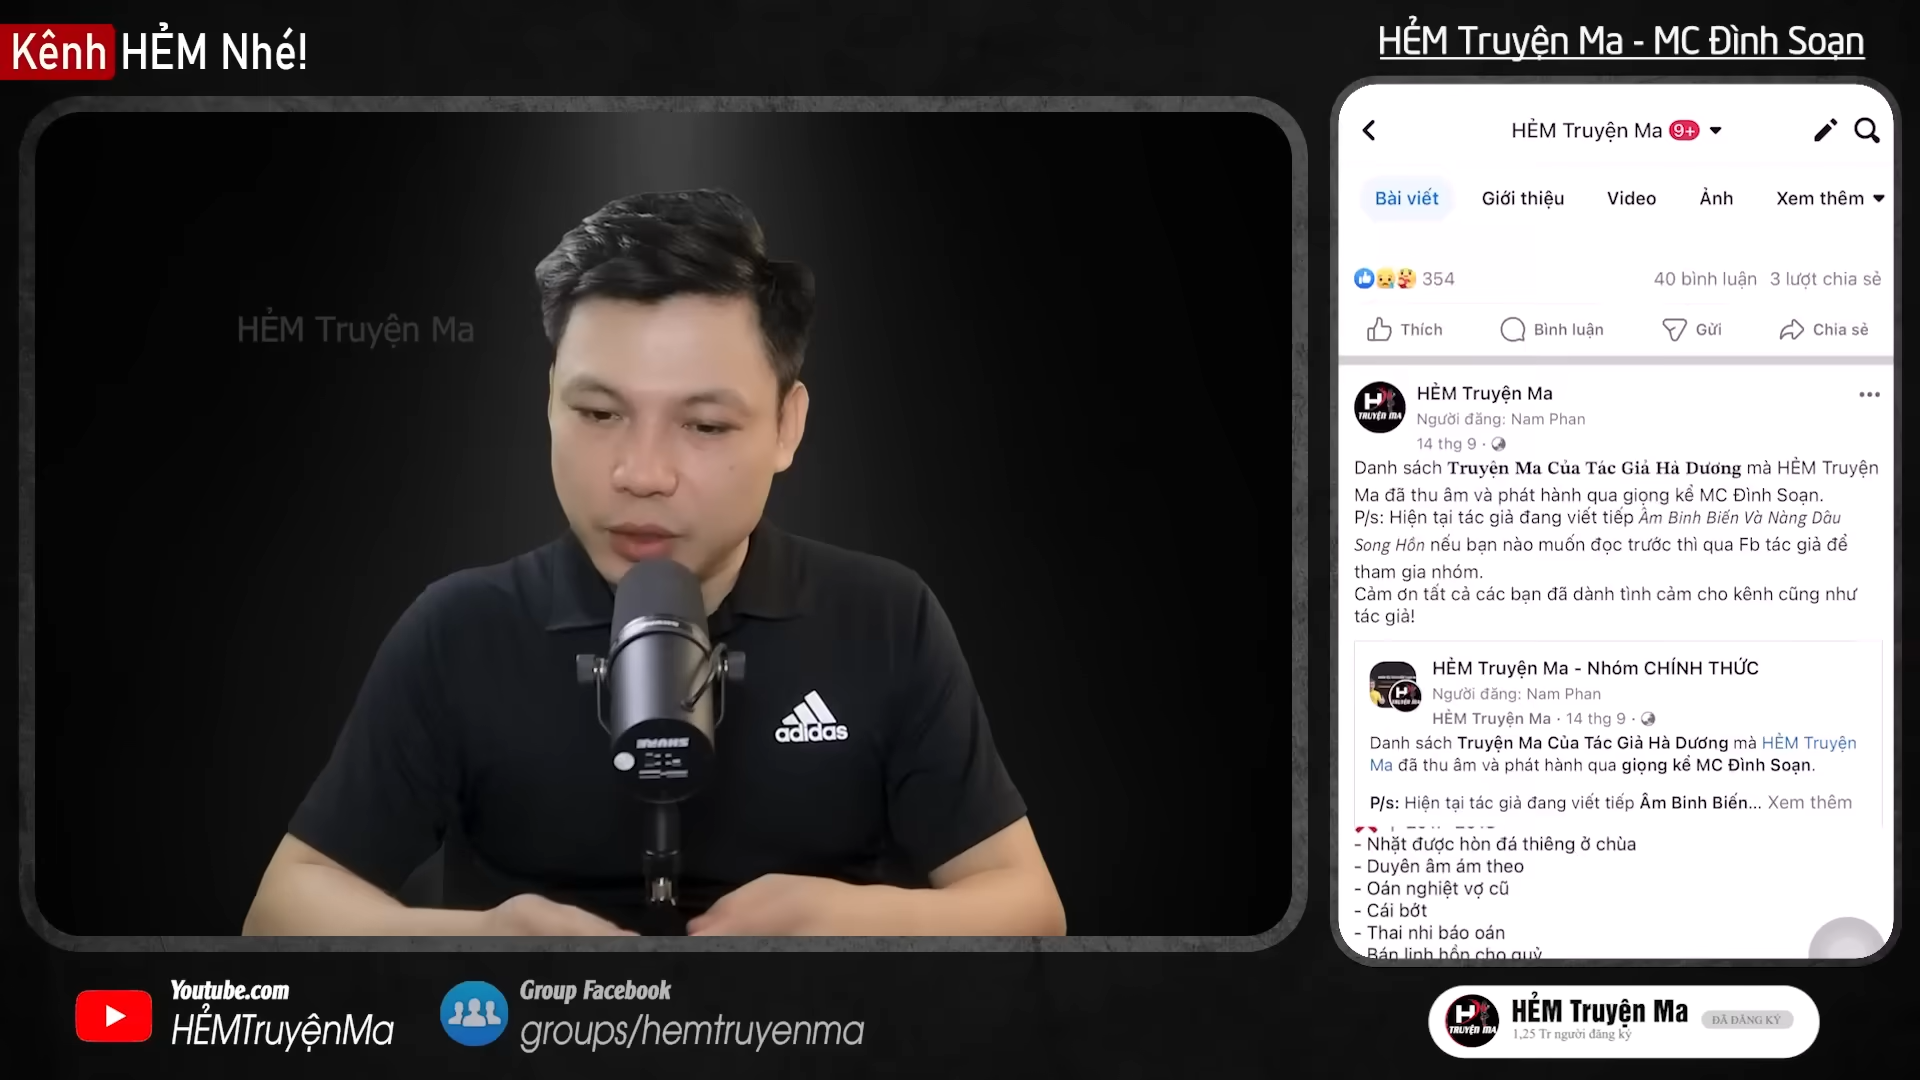 Kênh HẺM Nhé!
HẺM Truyện Ma - MC Đình Soạn
HẺM Truyện Ma
adidas
SHURE
HẺM Truyện Ma 9+
Bài viết Giới thiệu Video Ảnh Xem thêm
354 40 bình luận 3 lượt chia sẻ
Thích Bình luận Gửi Chia sẻ
H TRUYỆN MA
HẺM Truyện Ma
Người đăng: Nam Phan
14 thg 9 ·
Danh sách Truyện Ma Của Tác Giả Hà Dương mà HẺM Truyện
Ma đã thu âm và phát hành qua giọng kể MC Đình Soạn.
P/s: Hiện tại tác giả đang viết tiếp Âm Binh Biến Và Nàng Dâu
Song Hồn nếu bạn nào muốn đọc trước thì qua Fb tác giả để
tham gia nhóm.
Cảm ơn tất cả các bạn đã dành tình cảm cho kênh cũng như
tác giả!
HẺM Truyện Ma - Nhóm CHÍNH THỨC
Người đăng: Nam Phan
HẺM Truyện Ma · 14 thg 9 ·
Danh sách Truyện Ma Của Tác Giả Hà Dương mà HẺM Truyện
Ma đã thu âm và phát hành qua giọng kể MC Đình Soạn.
P/s: Hiện tại tác giả đang viết tiếp Âm Binh Biến... Xem thêm
- Nhặt được hòn đá thiêng ở chùa
- Duyên âm ám theo
- Oán nghiệt vợ cũ
- Cái bớt
- Thai nhi báo oán
- Bán linh hồn cho quỷ
Youtube.com
HẺMTruyệnMa
Group Facebook
groups/hemtruyenma
H TRUYỆN MA
HẺM Truyện Ma ĐÃ ĐĂNG KÝ
1,25 Tr người đăng ký